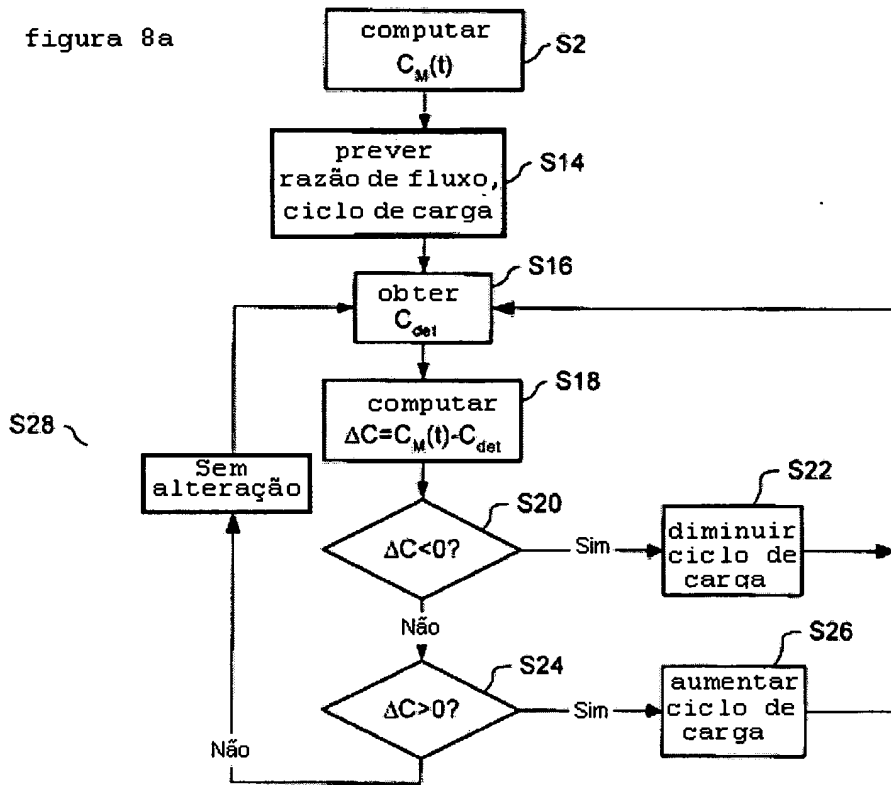 figura 8a
computar
C_M(t)
S2
prever
razão de fluxo,
ciclo de carga
S14
obter
C_det
S16
computar
ΔC=C_M(t)-C_det
S18
S28
Sem
alteração
ΔC<0?
S20
Sim
diminuir
ciclo de
carga
S22
Não
ΔC>0?
S24
Sim
aumentar
ciclo de
carga
S26
Não